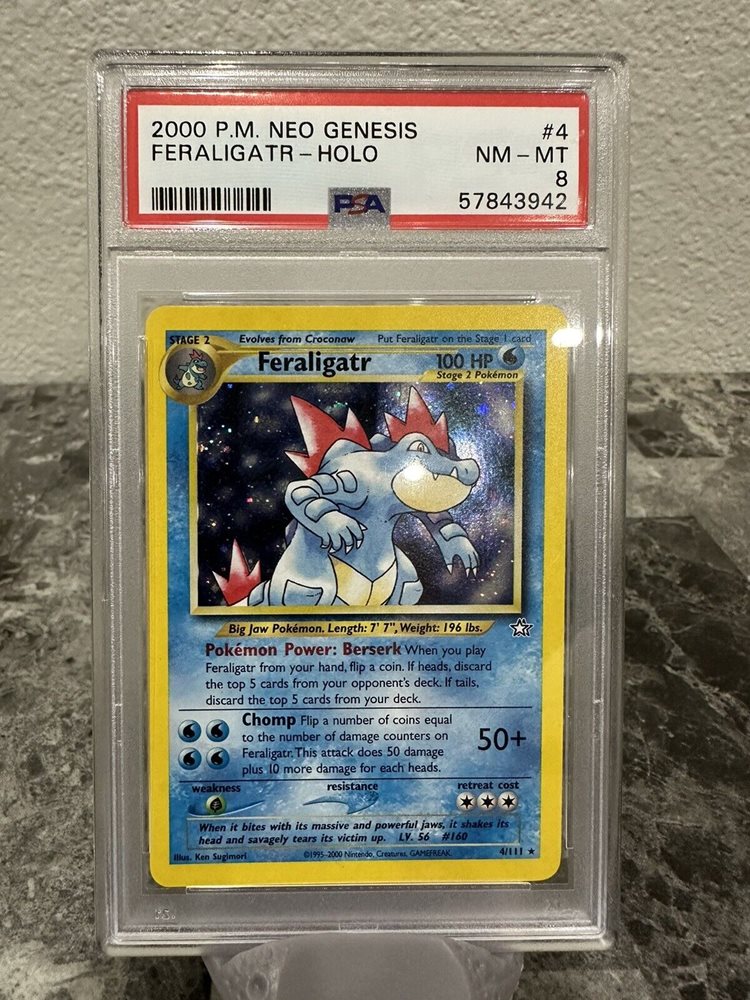 2000 P.M. NEO GENESIS #4
FERALIGATR - HOLO NM - MT
8
PSA 57843942
STAGE 2 Evolves from Croconaw Put Feraligatr on the Stage 1 card
Feraligatr 100 HP
Stage 2 Pokémon
Big Jaw Pokémon. Length: 7' 7", Weight: 196 lbs.
Pokémon Power: Berserk When you play
Feraligatr from your hand, flip a coin. If heads, discard
the top 5 cards from your opponent's deck. If tails,
discard the top 5 cards from your deck.
Chomp Flip a number of coins equal
to the number of damage counters on
Feraligatr. This attack does 50 damage
plus 10 more damage for each heads.
50+
weakness resistance retreat cost
When it bites with its massive and powerful jaws, it shakes its
head and savagely tears its victim up. LV. 56 #160
Illus. Ken Sugimori ©1995-2000 Nintendo, Creatures, GAMEFREAK. 4/111 ★